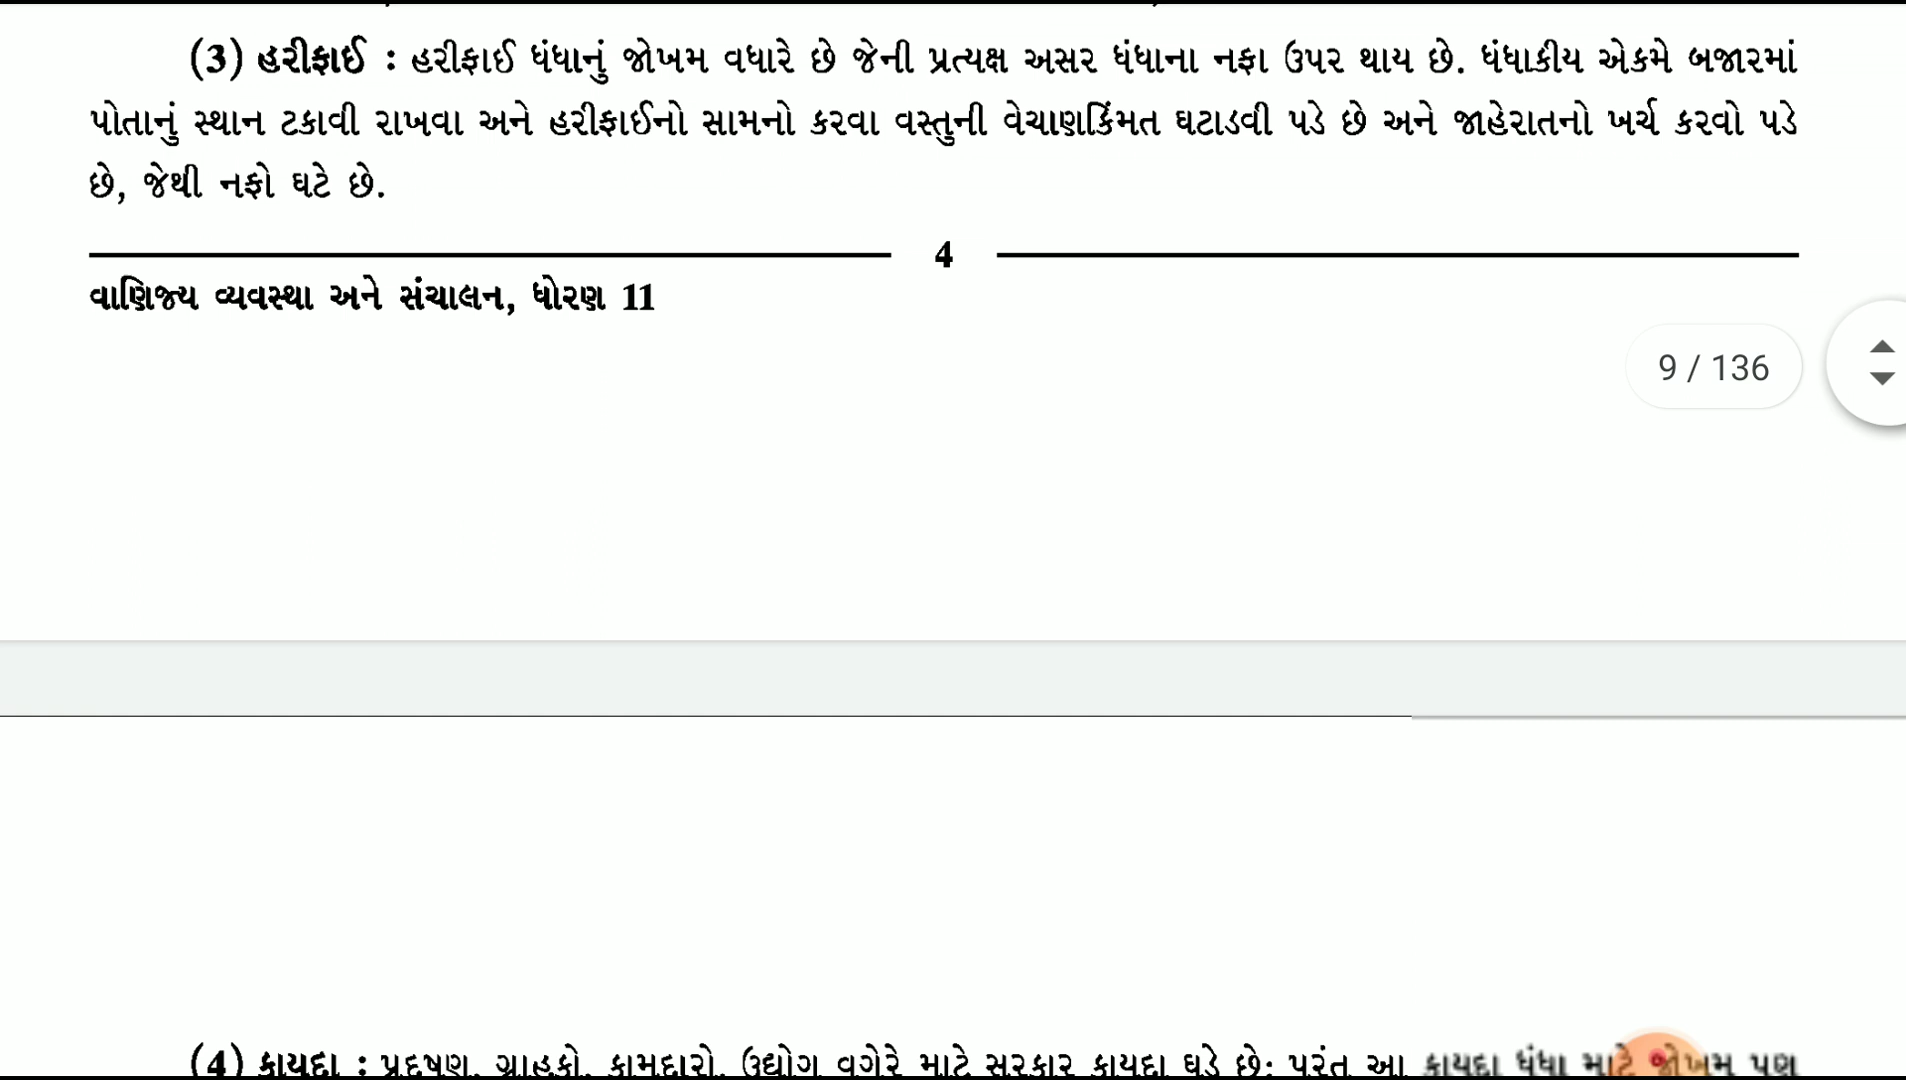 (3) હરીફાઈ : હરીફાઈ ધંધાનું જોખમ વધારે છે જેની પ્રત્યક્ષ અસર ધંધાના નફા ઉપર થાય છે. ધંધાકીય એકમે બજારમાં
પોતાનું સ્થાન ટકાવી રાખવા અને હરીફાઈનો સામનો કરવા વસ્તુની વેચાણકિંમત ઘટાડવી પડે છે અને જાહેરાતનો ખર્ચ કરવો પડે
છે, જેથી નફો ઘટે છે.
4
વાણિજ્ય વ્યવસ્થા અને સંચાલન, ધોરણ 11
9 / 136
(4) કાયદા : પ્રદૂષણ, ગ્રાહકો, કામદારો, ઉદ્યોગ વગેરે માટે સરકાર કાયદા ઘડે છે; પરંતુ આ કાયદા ધંધા માટે જોખમ પણ